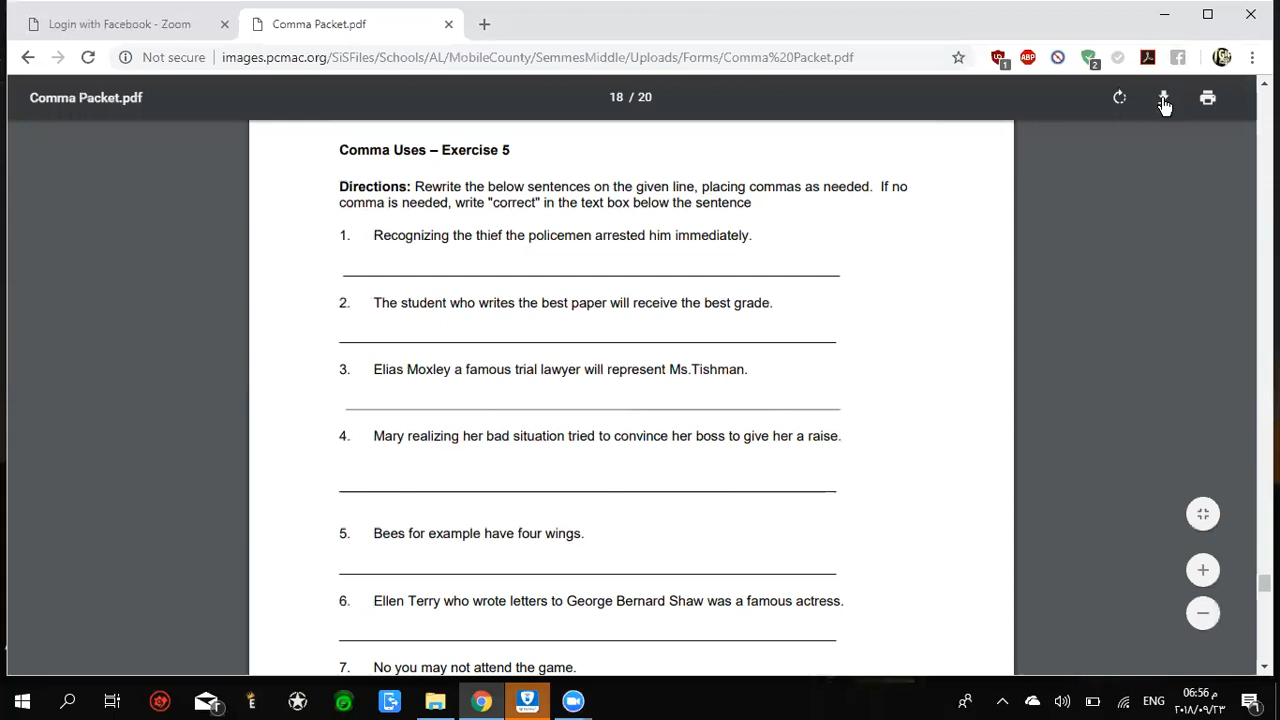 Login with Facebook - Zoom
Comma Packet.pdf
Not secure
images.pcmac.org/SiSFiles/Schools/AL/MobileCounty/SemmesMiddle/Uploads/Forms/Comma%20Packet.pdf
1
ABP
2
Comma Packet.pdf
18 / 20
Comma Uses – Exercise 5
Directions: Rewrite the below sentences on the given line, placing commas as needed. If no
comma is needed, write "correct" in the text box below the sentence
1. Recognizing the thief the policemen arrested him immediately.
2. The student who writes the best paper will receive the best grade.
3. Elias Moxley a famous trial lawyer will represent Ms.Tishman.
4. Mary realizing her bad situation tried to convince her boss to give her a raise.
5. Bees for example have four wings.
6. Ellen Terry who wrote letters to George Bernard Shaw was a famous actress.
7. No you may not attend the game.
ENG
06:56 م
٢٠١٨/٠٩/٢٣